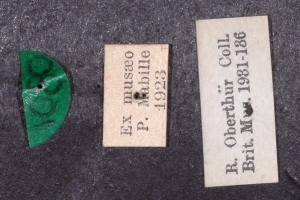 Ex musæo
P. Mabille
1923
R. Oberthür Coll.
Brit. Mus. 1931-136